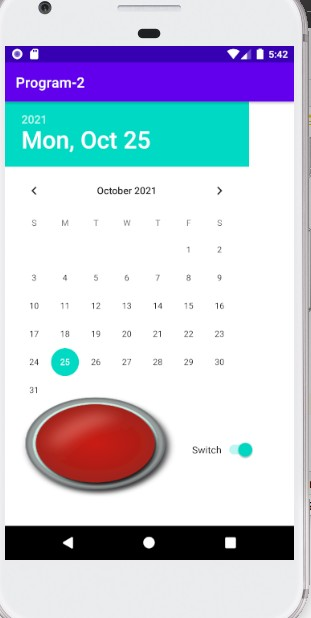 5:42
Program-2
2021
Mon, Oct 25
October 2021
S M T W T F S
1 2
3 4 5 6 7 8 9
10 11 12 13 14 15 16
17 18 19 20 21 22 23
24 25 26 27 28 29 30
31
Switch